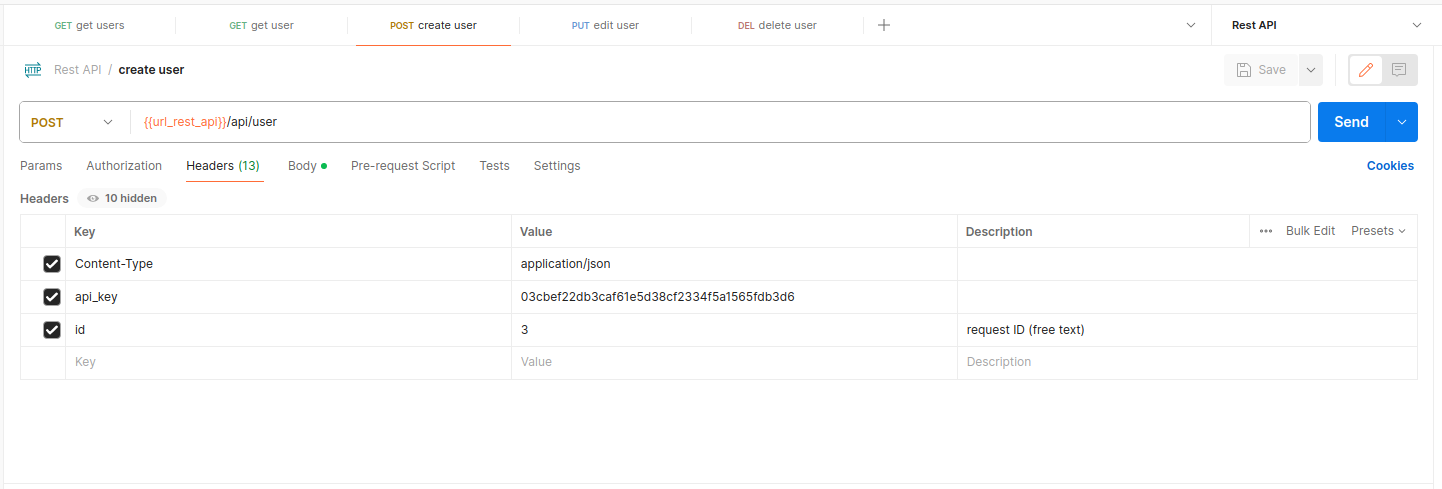 GET get users GET get user POST create user PUT edit user DEL delete user Rest API
HTTP Rest API / create user Save
POST {{url_rest_api}}/api/user Send
Params Authorization Headers (13) Body Pre-request Script Tests Settings Cookies
Headers 10 hidden
Key Value Description Bulk Edit Presets
Content-Type application/json
api_key 03cbef22db3caf61e5d38cf2334f5a1565fdb3d6
id 3 request ID (free text)
Key Value Description